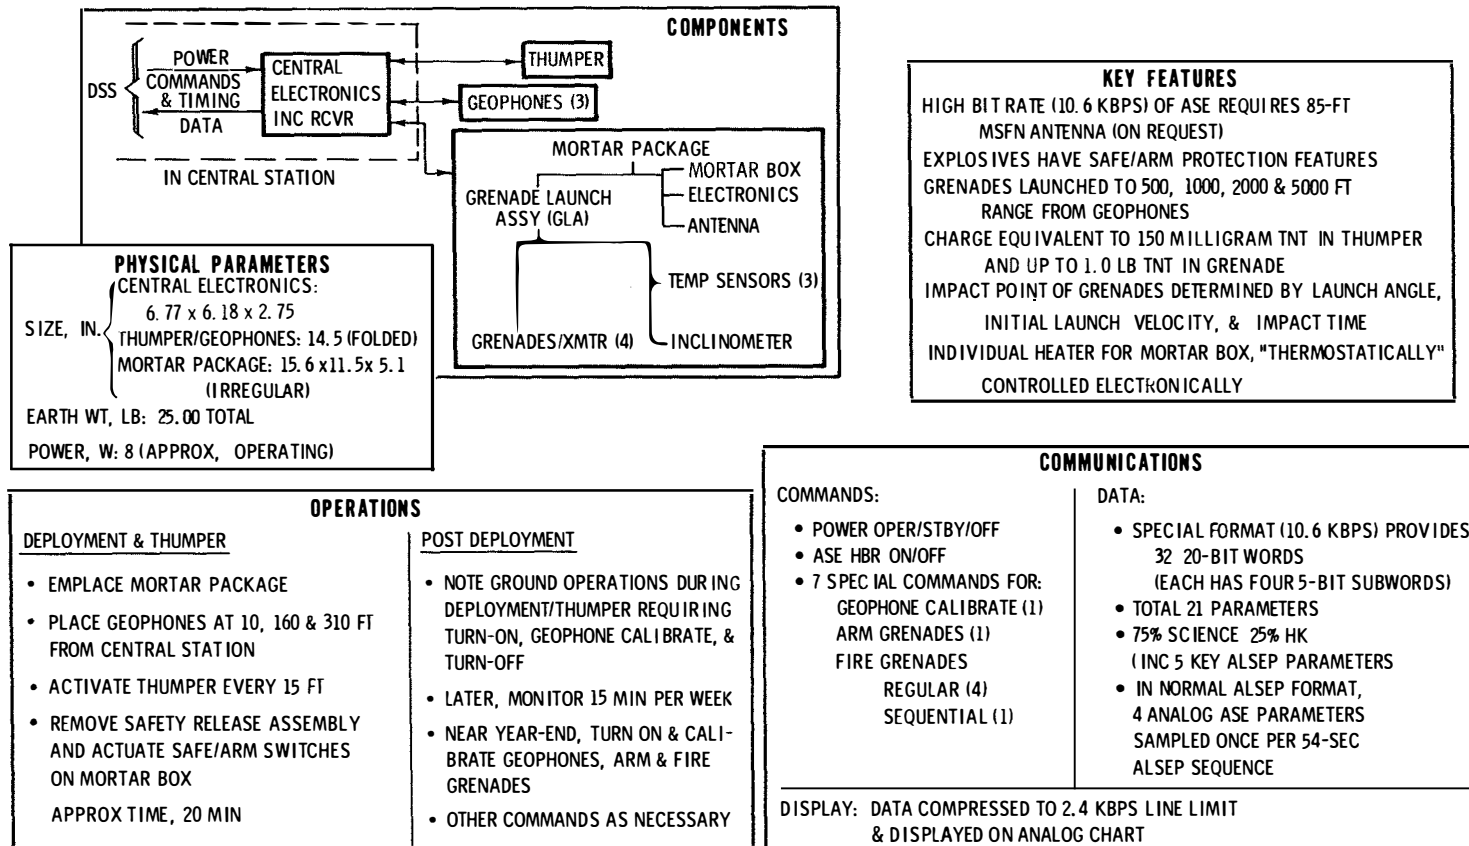 COMPONENTS
DSS
POWER
COMMANDS
& TIMING
DATA
CENTRAL
ELECTRONICS
INC RCVR
IN CENTRAL STATION
THUMPER
GEOPHONES (3)
MORTAR PACKAGE
MORTAR BOX
ELECTRONICS
ANTENNA
GRENADE LAUNCH
ASSY (GLA)
TEMP SENSORS (3)
GRENADES/XMTR (4)
INCLINOMETER
KEY FEATURES
HIGH BIT RATE (10.6 KBPS) OF ASE REQUIRES 85-FT
MSFN ANTENNA (ON REQUEST)
EXPLOSIVES HAVE SAFE/ARM PROTECTION FEATURES
GRENADES LAUNCHED TO 500, 1000, 2000 & 5000 FT
RANGE FROM GEOPHONES
CHARGE EQUIVALENT TO 150 MILLIGRAM TNT IN THUMPER
AND UP TO 1.0 LB TNT IN GRENADE
IMPACT POINT OF GRENADES DETERMINED BY LAUNCH ANGLE,
INITIAL LAUNCH VELOCITY, & IMPACT TIME
INDIVIDUAL HEATER FOR MORTAR BOX, "THERMOSTATICALLY"
CONTROLLED ELECTRONICALLY
PHYSICAL PARAMETERS
SIZE, IN.
CENTRAL ELECTRONICS:
6.77 x 6.18 x 2.75
THUMPER/GEOPHONES: 14.5 (FOLDED)
MORTAR PACKAGE: 15.6 x11.5x 5.1
(IRREGULAR)
EARTH WT, LB: 25.00 TOTAL
POWER, W: 8 (APPROX, OPERATING)
OPERATIONS
DEPLOYMENT & THUMPER
• EMPLACE MORTAR PACKAGE
• PLACE GEOPHONES AT 10, 160 & 310 FT
FROM CENTRAL STATION
• ACTIVATE THUMPER EVERY 15 FT
• REMOVE SAFETY RELEASE ASSEMBLY
AND ACTUATE SAFE/ARM SWITCHES
ON MORTAR BOX
APPROX TIME, 20 MIN
POST DEPLOYMENT
• NOTE GROUND OPERATIONS DURING
DEPLOYMENT/THUMPER REQUIRING
TURN-ON, GEOPHONE CALIBRATE, &
TURN-OFF
• LATER, MONITOR 15 MIN PER WEEK
• NEAR YEAR-END, TURN ON & CALI-
BRATE GEOPHONES, ARM & FIRE
GRENADES
• OTHER COMMANDS AS NECESSARY
COMMUNICATIONS
COMMANDS:
• POWER OPER/STBY/OFF
• ASE HBR ON/OFF
• 7 SPECIAL COMMANDS FOR:
GEOPHONE CALIBRATE (1)
ARM GRENADES (1)
FIRE GRENADES
REGULAR (4)
SEQUENTIAL (1)
DATA:
• SPECIAL FORMAT (10.6 KBPS) PROVIDES
32 20-BIT WORDS
(EACH HAS FOUR 5-BIT SUBWORDS)
• TOTAL 21 PARAMETERS
• 75% SCIENCE 25% HK
(INC 5 KEY ALSEP PARAMETERS
• IN NORMAL ALSEP FORMAT,
4 ANALOG ASE PARAMETERS
SAMPLED ONCE PER 54-SEC
ALSEP SEQUENCE
DISPLAY: DATA COMPRESSED TO 2.4 KBPS LINE LIMIT
& DISPLAYED ON ANALOG CHART